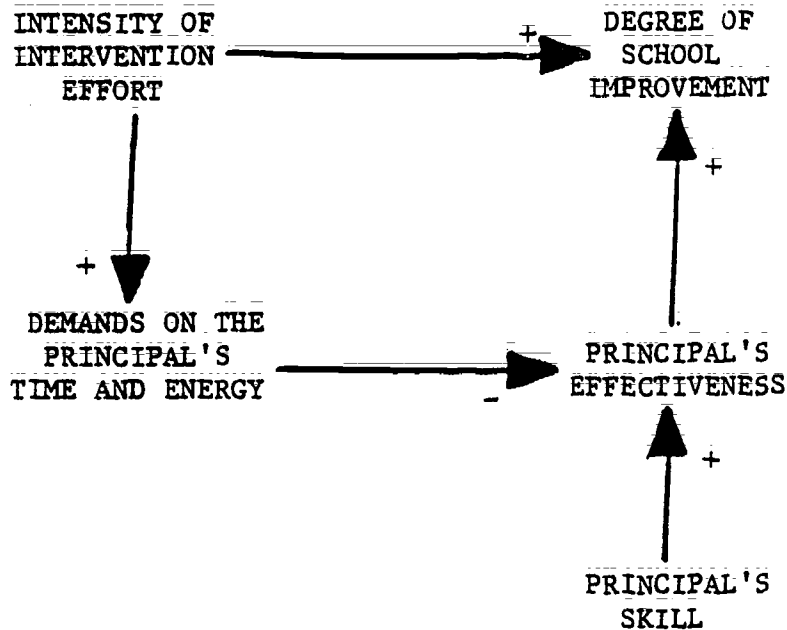 INTENSITY OF
INTERVENTION
EFFORT
+
DEGREE OF
SCHOOL
IMPROVEMENT
+
+
DEMANDS ON THE
PRINCIPAL'S
TIME AND ENERGY
-
PRINCIPAL'S
EFFECTIVENESS
+
PRINCIPAL'S
SKILL